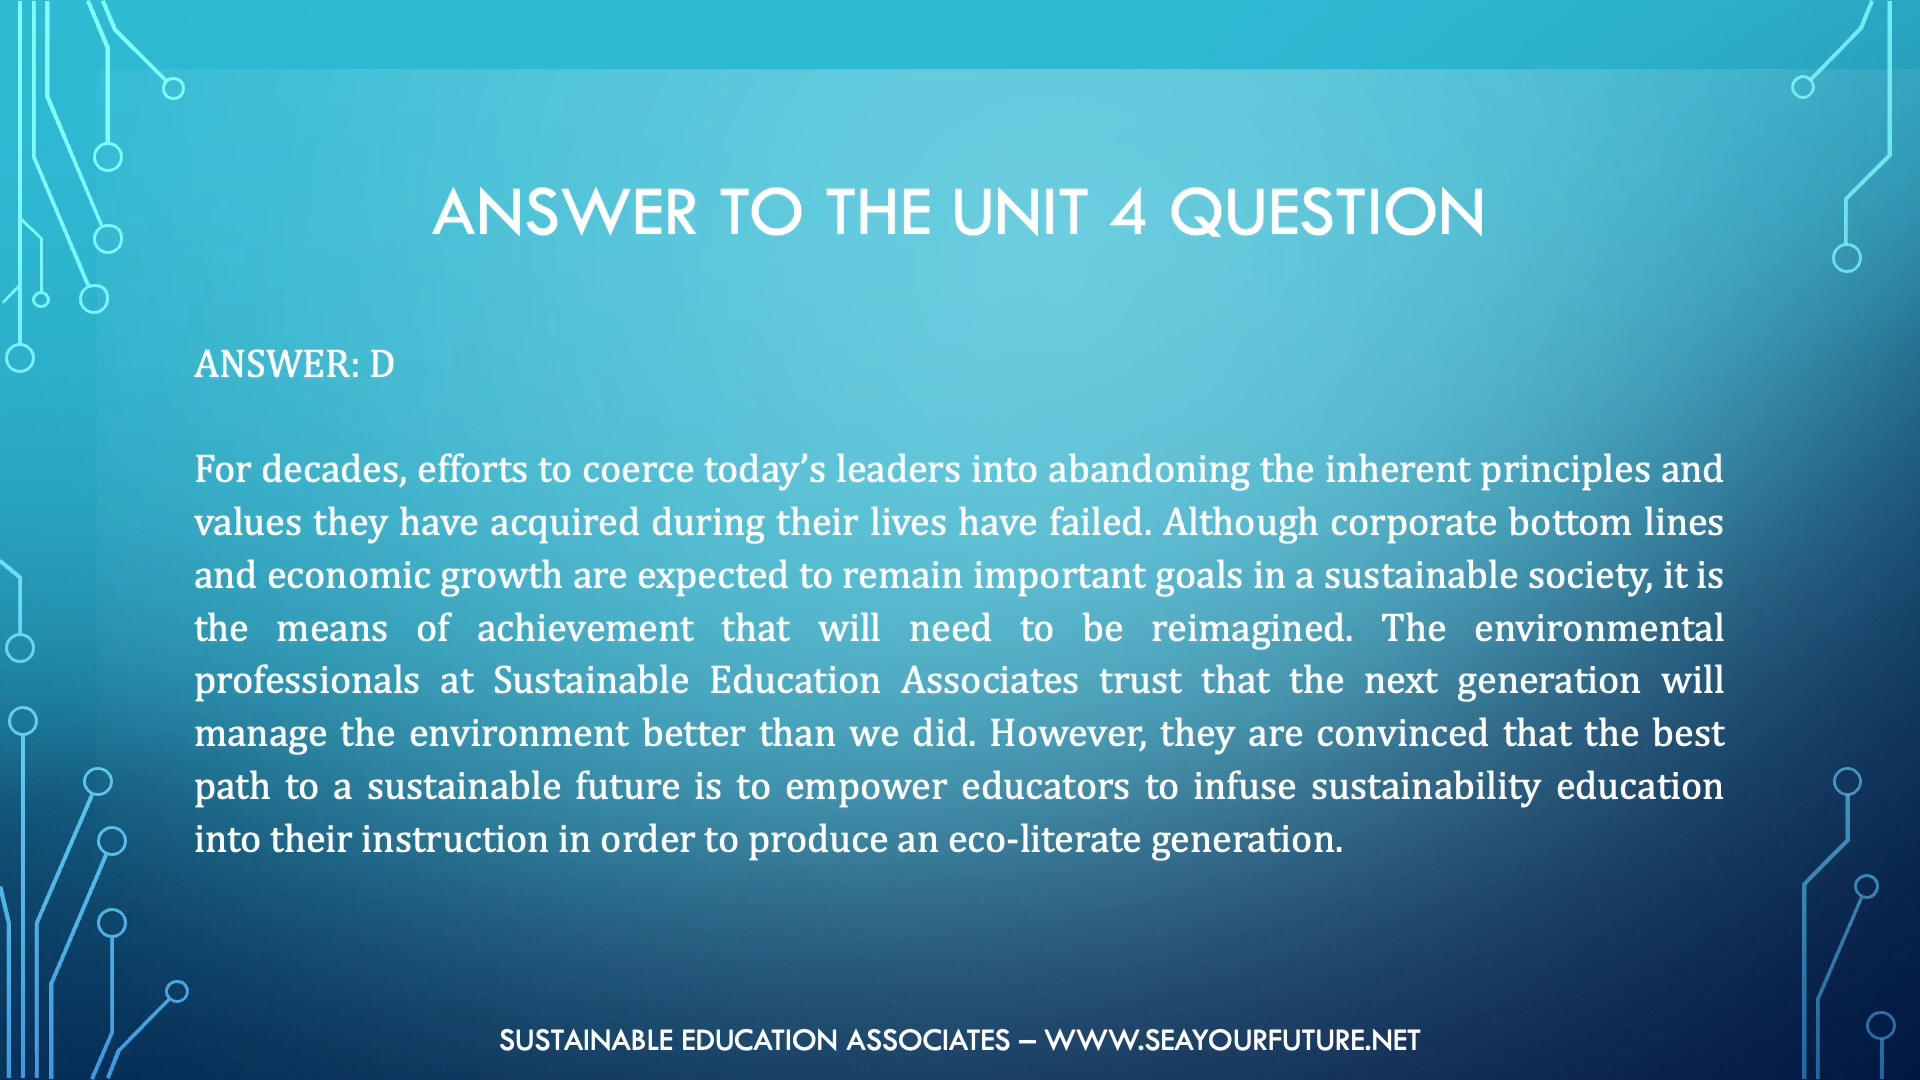 ANSWER TO THE UNIT 4 QUESTION
ANSWER: D
For decades, efforts to coerce today’s leaders into abandoning the inherent principles and
values they have acquired during their lives have failed. Although corporate bottom lines
and economic growth are expected to remain important goals in a sustainable society, it is
the means of achievement that will need to be reimagined. The environmental
professionals at Sustainable Education Associates trust that the next generation will
manage the environment better than we did. However, they are convinced that the best
path to a sustainable future is to empower educators to infuse sustainability education
into their instruction in order to produce an eco-literate generation.
SUSTAINABLE EDUCATION ASSOCIATES – WWW.SEAYOURFUTURE.NET